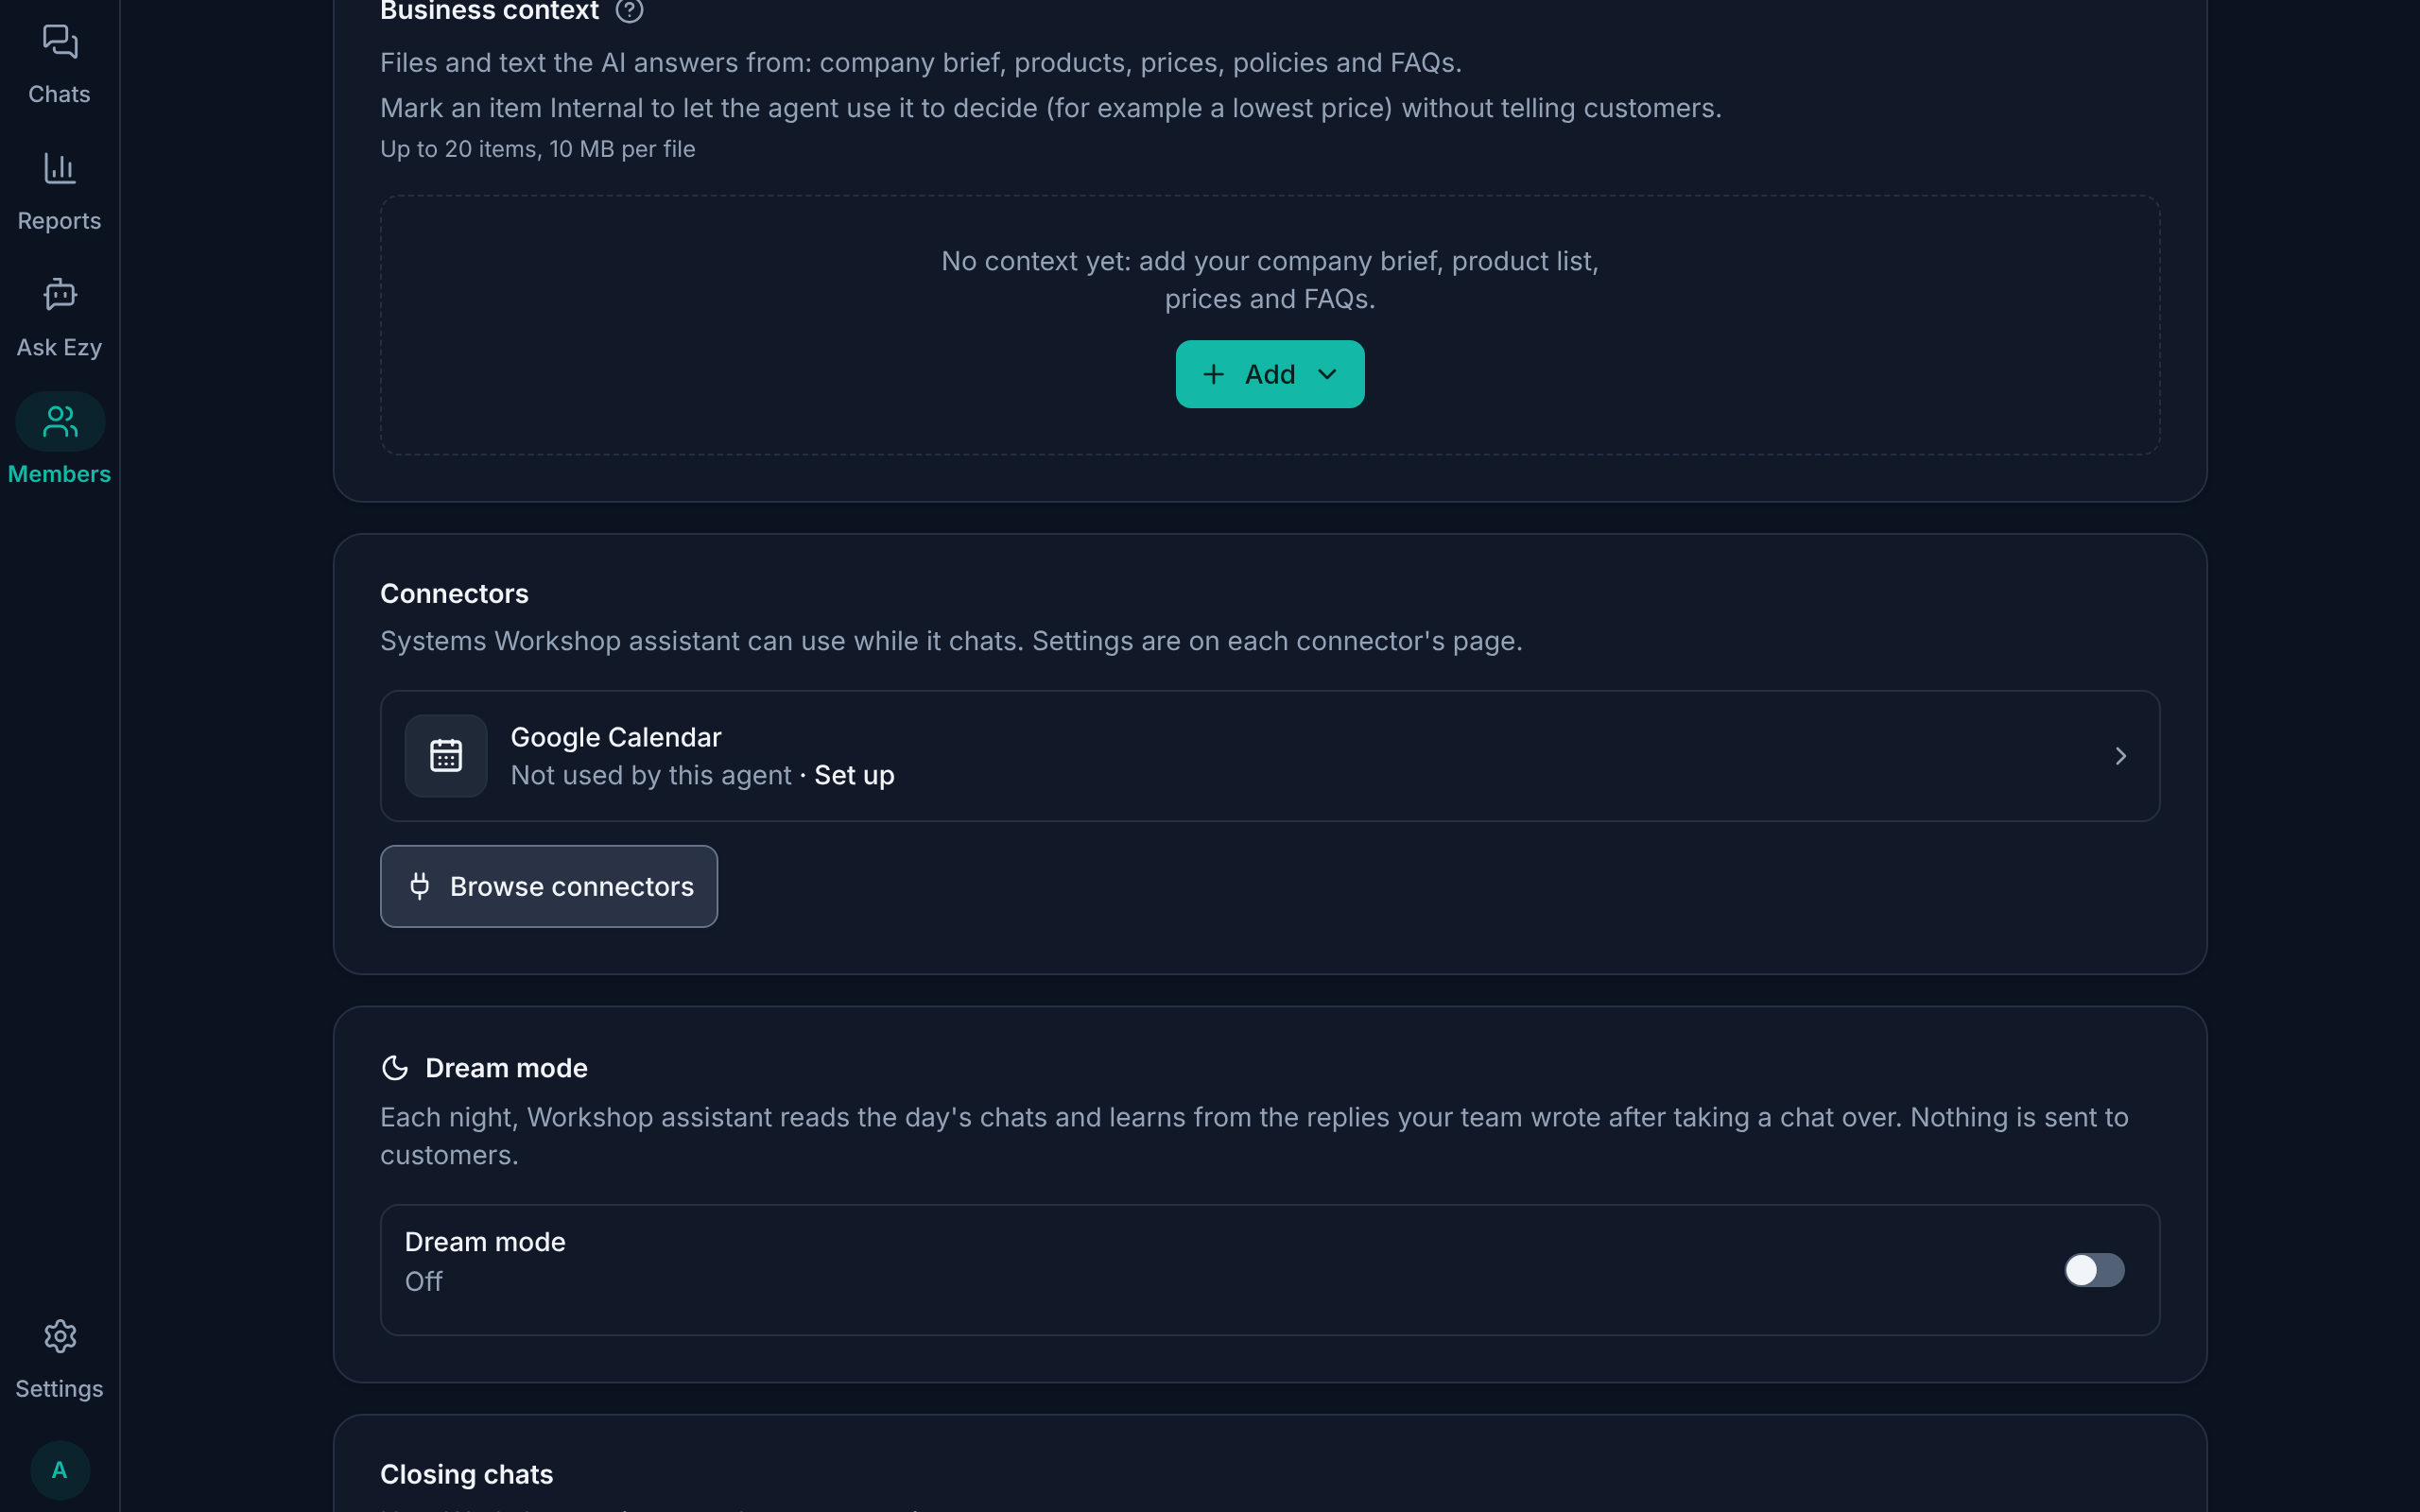 Chats
Reports
Ask Ezy
Members
Settings
A
Business context
Files and text the AI answers from: company brief, products, prices, policies and FAQs.
Mark an item Internal to let the agent use it to decide (for example a lowest price) without telling customers.
Up to 20 items, 10 MB per file
No context yet: add your company brief, product list,
prices and FAQs.
Add
Connectors
Systems Workshop assistant can use while it chats. Settings are on each connector's page.
Google Calendar
Not used by this agent · Set up
Browse connectors
Dream mode
Each night, Workshop assistant reads the day's chats and learns from the replies your team wrote after taking a chat over. Nothing is sent to
customers.
Dream mode
Off
Closing chats